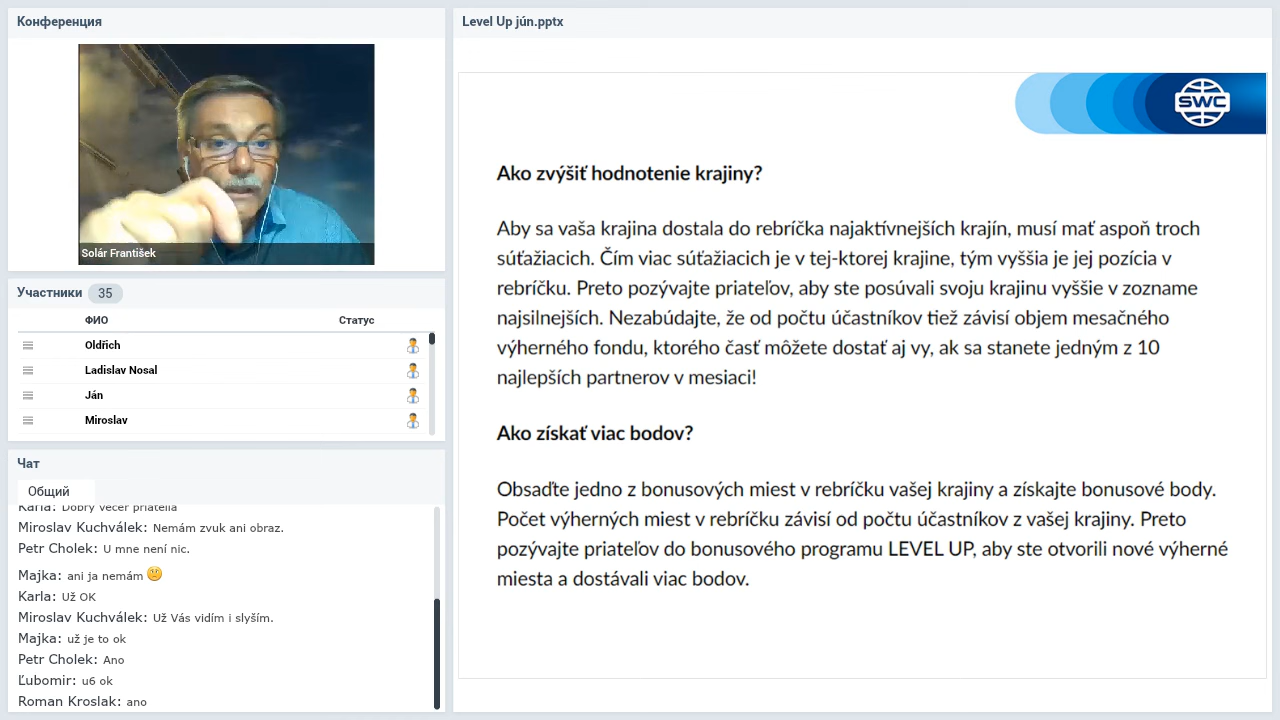 Конференция
Solár František
Участники 35
ФИО Статус
Oldřich
Ladislav Nosal
Ján
Miroslav
Чат
Общий
Karla: Dobrý večer priatelia
Miroslav Kuchválek: Nemám zvuk ani obraz.
Petr Cholek: U mne není nic.
Majka: ani ja nemám
Karla: Už OK
Miroslav Kuchválek: Už Vás vidím i slyším.
Majka: už je to ok
Petr Cholek: Ano
Ľubomir: u6 ok
Roman Kroslak: ano
Level Up jún.pptx
SWC
Ako zvýšiť hodnotenie krajiny?
Aby sa vaša krajina dostala do rebríčka najaktívnejších krajín, musí mať aspoň troch
súťažiacich. Čím viac súťažiacich je v tej-ktorej krajine, tým vyššia je jej pozícia v
rebríčku. Preto pozývajte priateľov, aby ste posúvali svoju krajinu vyššie v zozname
najsilnejších. Nezabúdajte, že od počtu účastníkov tiež závisí objem mesačného
výherného fondu, ktorého časť môžete dostať aj vy, ak sa stanete jedným z 10
najlepších partnerov v mesiaci!
Ako získať viac bodov?
Obsaďte jedno z bonusových miest v rebríčku vašej krajiny a získajte bonusové body.
Počet výherných miest v rebríčku závisí od počtu účastníkov z vašej krajiny. Preto
pozývajte priateľov do bonusového programu LEVEL UP, aby ste otvorili nové výherné
miesta a dostávali viac bodov.